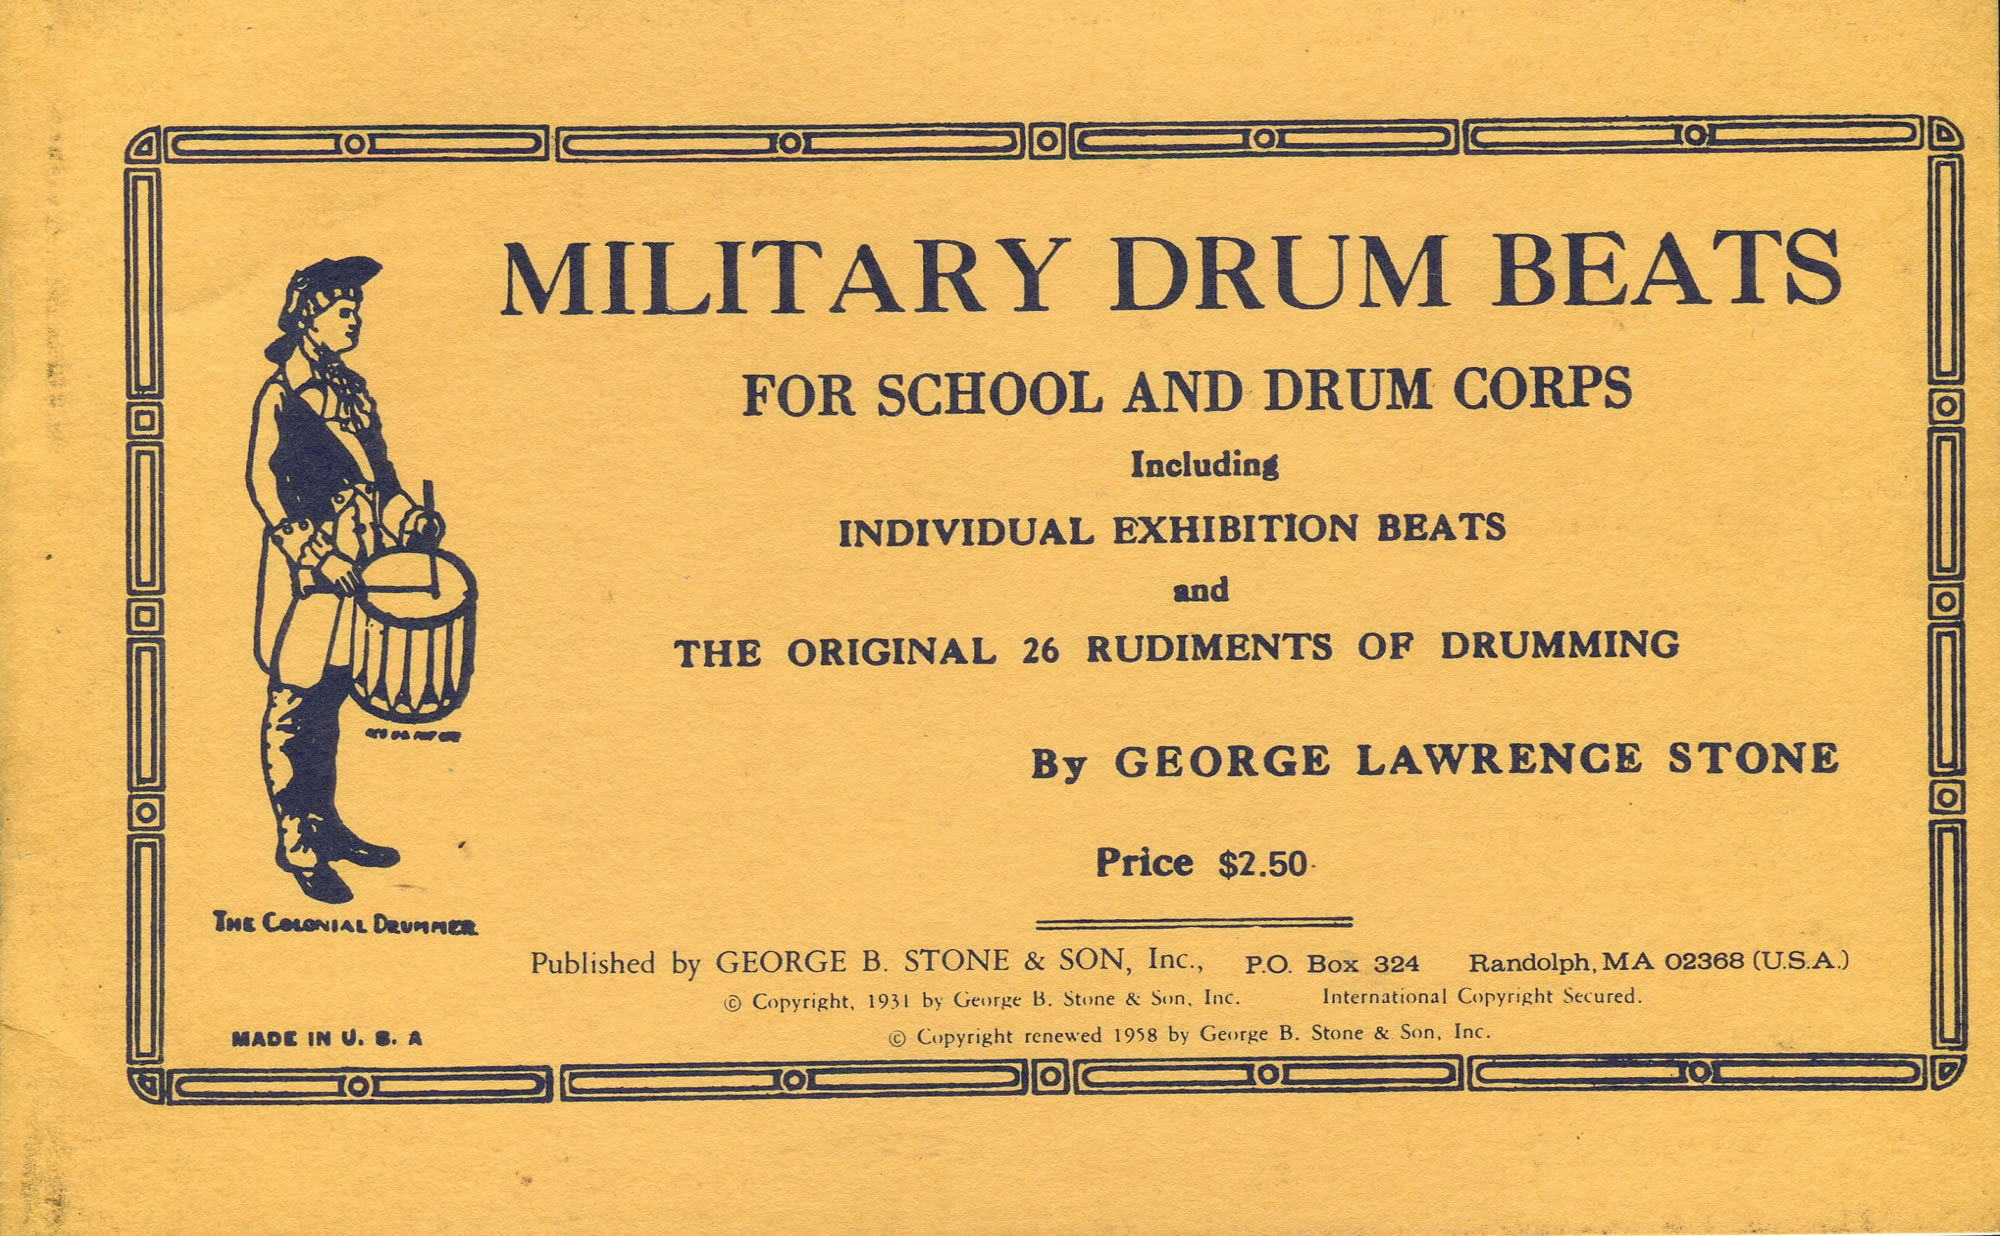 MILITARY DRUM BEATS
FOR SCHOOL AND DRUM CORPS
Including
INDIVIDUAL EXHIBITION BEATS
and
THE ORIGINAL 26 RUDIMENTS OF DRUMMING
By GEORGE LAWRENCE STONE
Price $2.50
THE COLONIAL DRUMMER
Published by GEORGE B. STONE & SON, Inc., P.O. Box 324 Randolph, MA 02368 (U.S.A.)
© Copyright, 1931 by George B. Stone & Son, Inc. International Copyright Secured.
© Copyright renewed 1958 by George B. Stone & Son, Inc.
MADE IN U. S. A